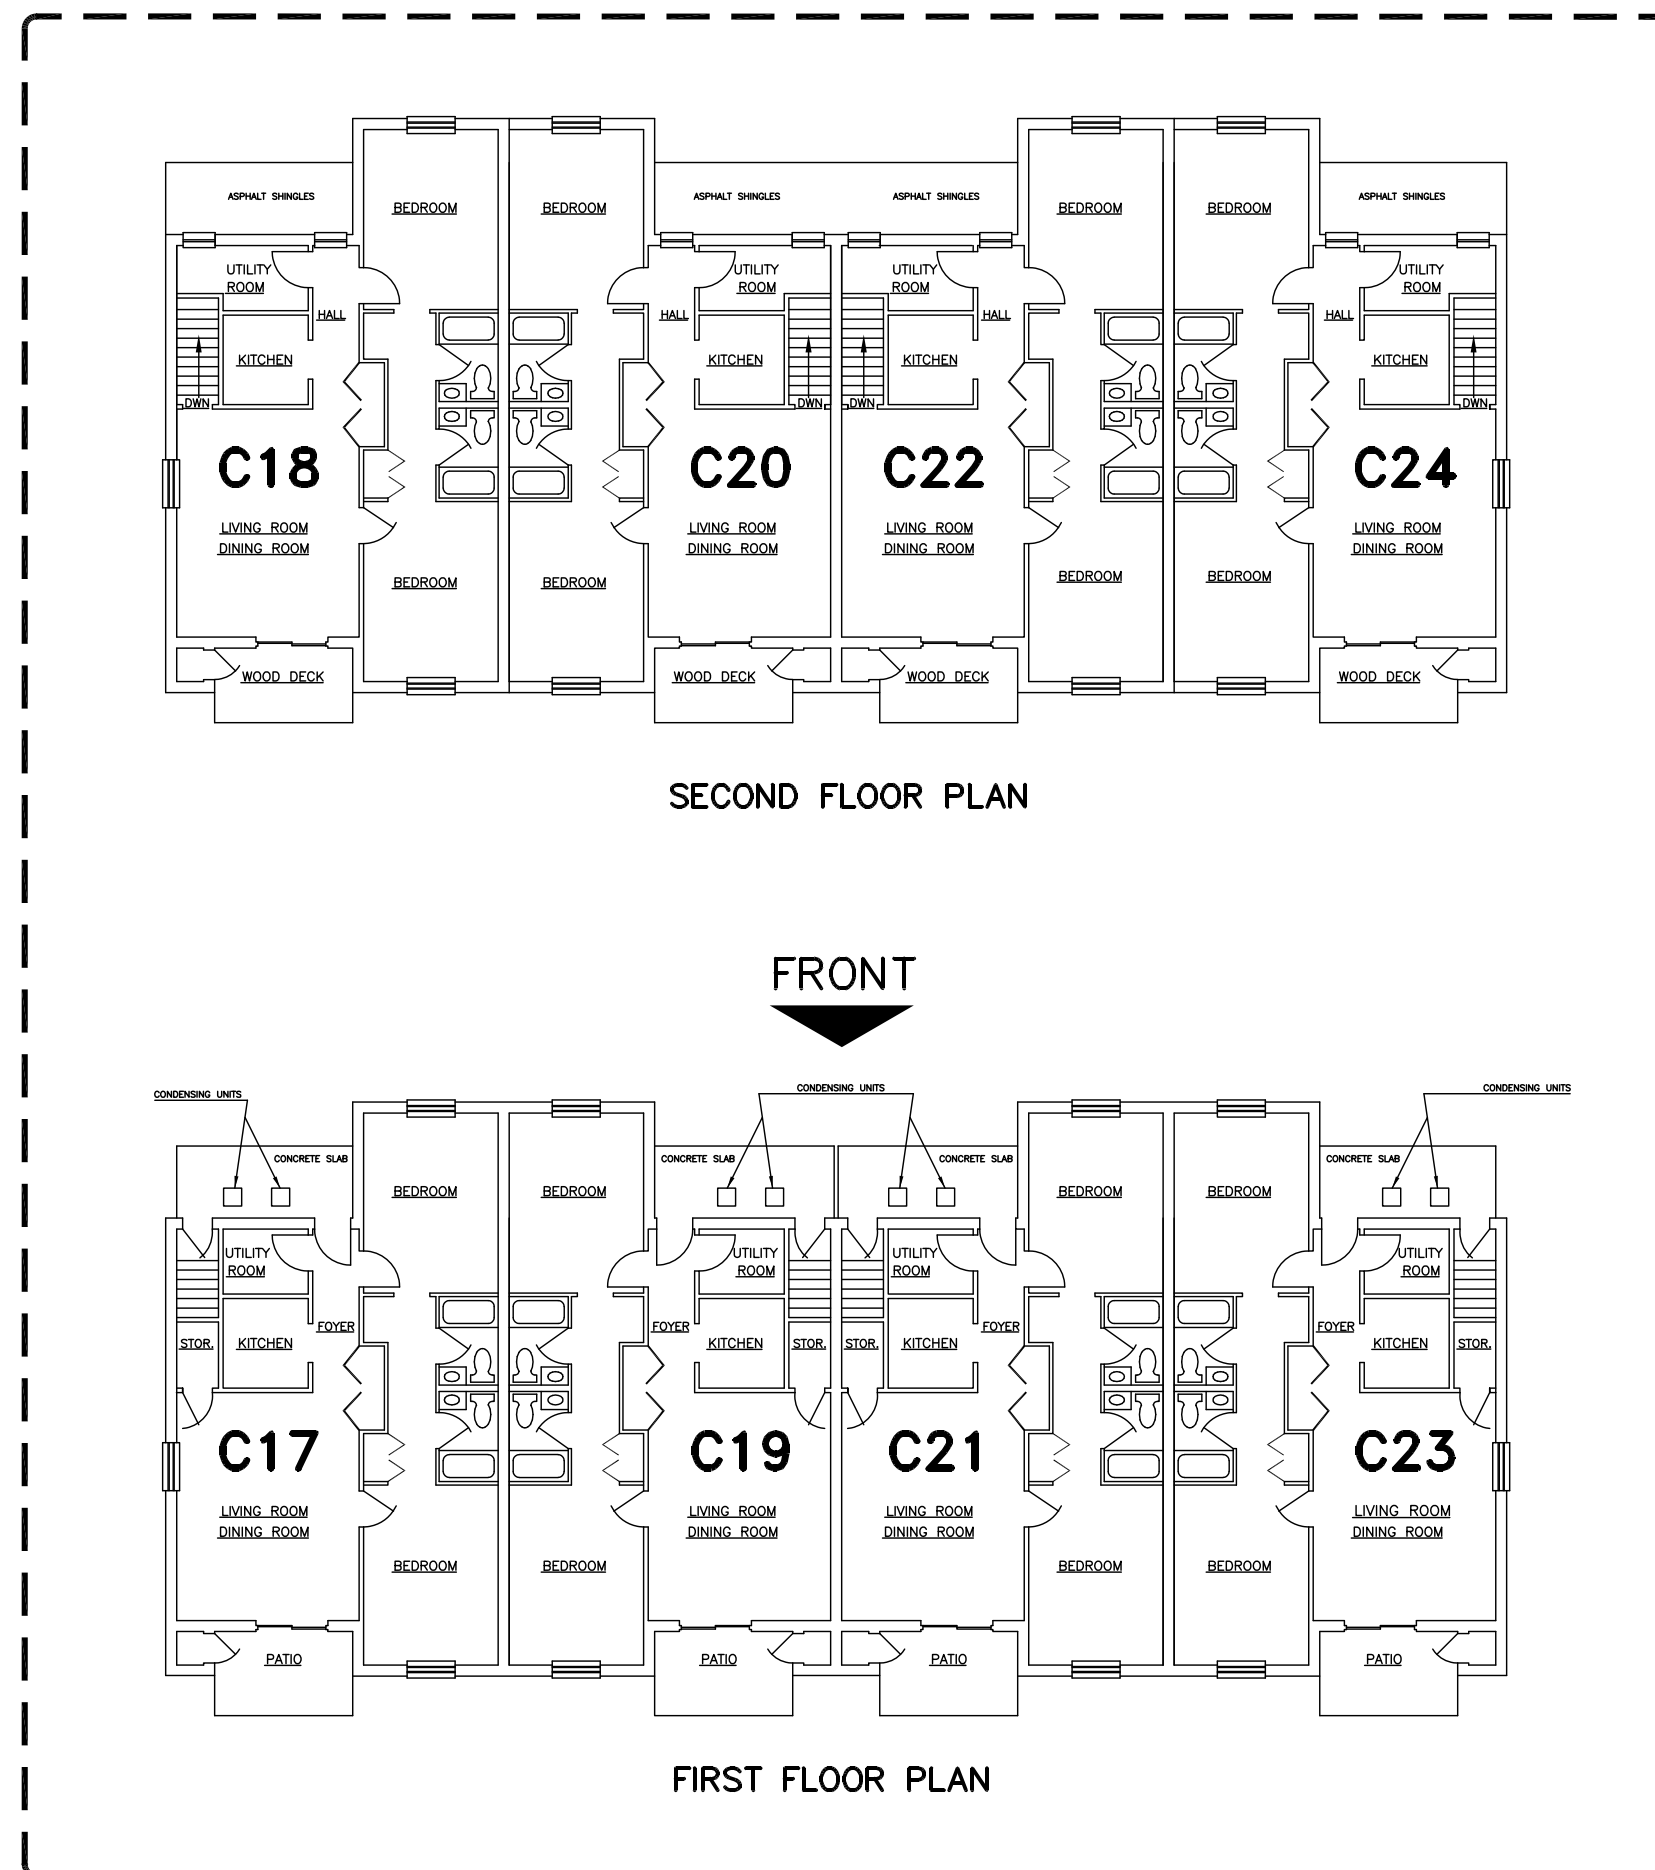 ASPHALT SHINGLES ASPHALT SHINGLES ASPHALT SHINGLES ASPHALT SHINGLES
BEDROOM BEDROOM BEDROOM BEDROOM
UTILITY UTILITY UTILITY UTILITY
ROOM ROOM ROOM ROOM
HALL HALL HALL HALL
KITCHEN KITCHEN KITCHEN KITCHEN
DWN DWN DWN DWN
C18 C20 C22 C24
LIVING ROOM LIVING ROOM LIVING ROOM LIVING ROOM
DINING ROOM DINING ROOM DINING ROOM DINING ROOM
BEDROOM BEDROOM BEDROOM BEDROOM
WOOD DECK WOOD DECK WOOD DECK WOOD DECK
SECOND FLOOR PLAN
FRONT
CONDENSING UNITS CONDENSING UNITS CONDENSING UNITS
CONCRETE SLAB CONCRETE SLAB CONCRETE SLAB CONCRETE SLAB
BEDROOM BEDROOM BEDROOM BEDROOM
UTILITY UTILITY UTILITY UTILITY
ROOM ROOM ROOM ROOM
FOYER FOYER FOYER FOYER
STOR. KITCHEN KITCHEN STOR. STOR. KITCHEN KITCHEN STOR.
C17 C19 C21 C23
LIVING ROOM LIVING ROOM LIVING ROOM LIVING ROOM
DINING ROOM DINING ROOM DINING ROOM DINING ROOM
BEDROOM BEDROOM BEDROOM BEDROOM
PATIO PATIO PATIO PATIO
FIRST FLOOR PLAN